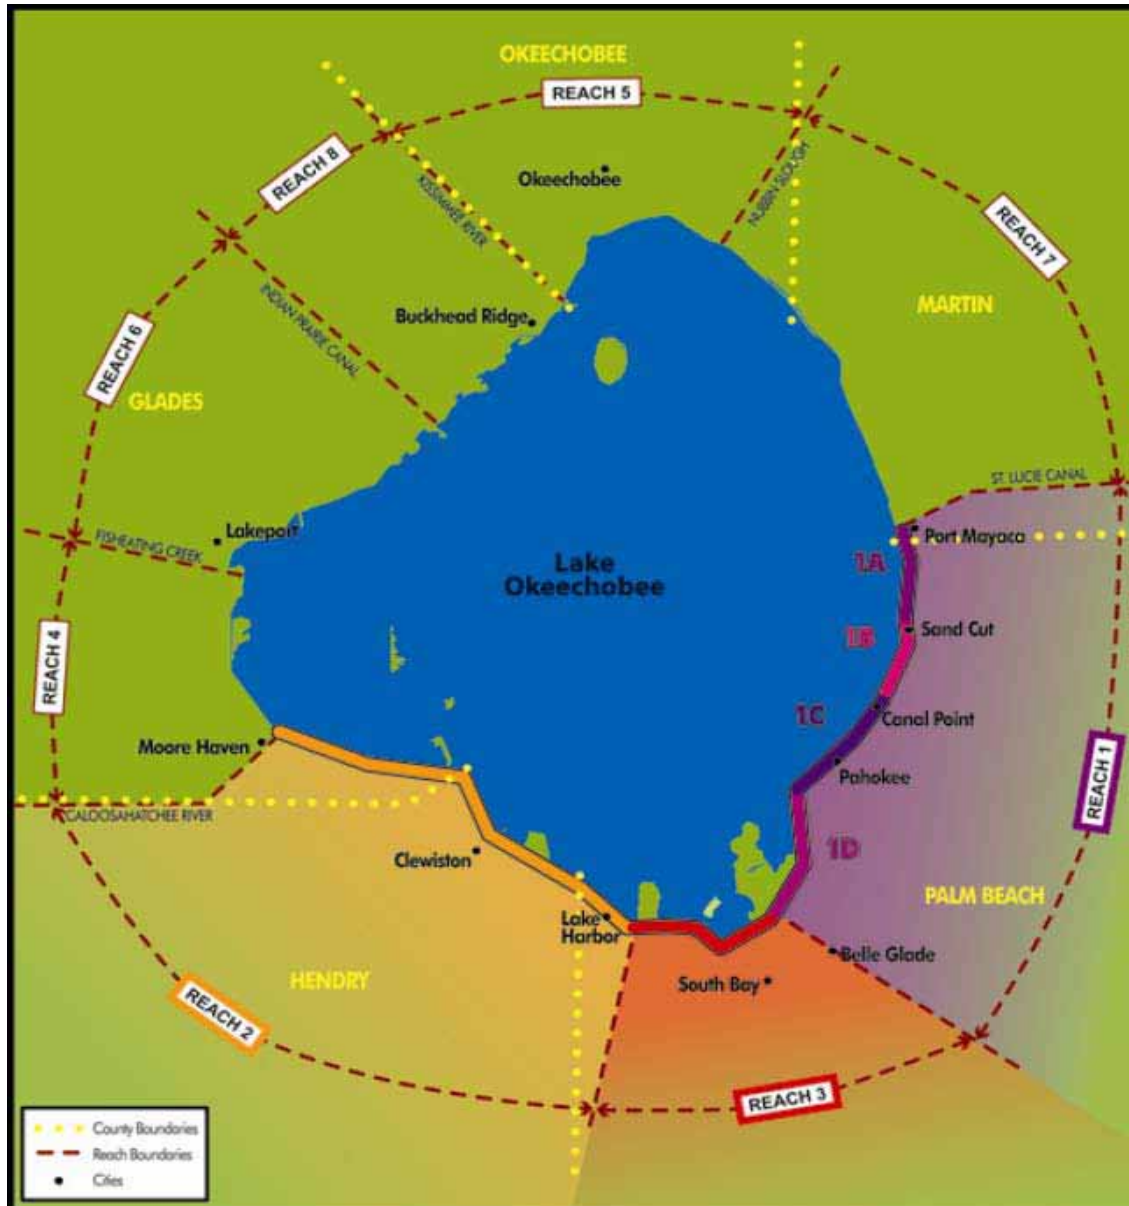 OKEECHOBEE
REACH 5
REACH 8
Okeechobee
KISSIMMEE RIVER
NUBBIN SLOUGH
REACH 7
INDIAN PRAIRIE CANAL
Buckhead Ridge
MARTIN
REACH 6
GLADES
ST. LUCIE CANAL
Lakeport
FISHEATING CREEK
Port Mayaca
Lake
Okeechobee
1A
Sand Cut
1B
REACH 4
1C
Canal Point
Moore Haven
Pahokee
REACH 1
CALOOSAHATCHEE RIVER
Clewiston
1D
PALM BEACH
Lake
Harbor
Belle Glade
HENDRY
South Bay
REACH 2
REACH 3
County Boundaries
Reach Boundaries
Cities